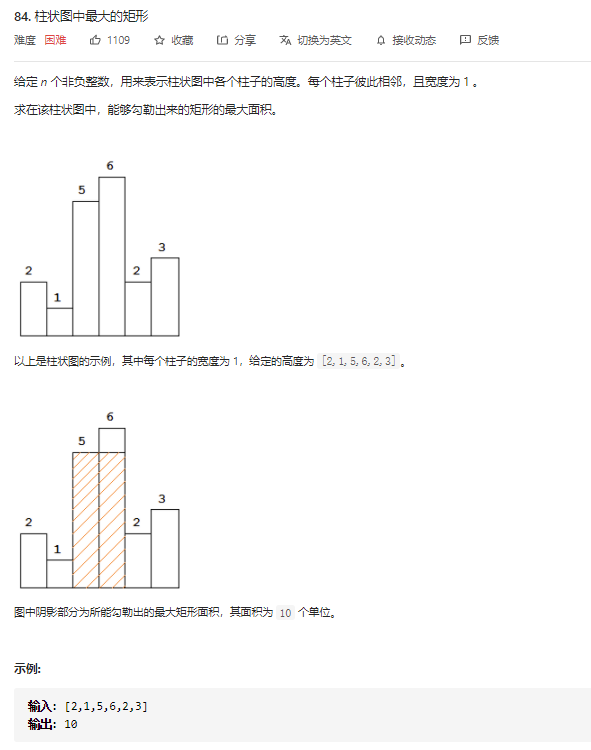 84. 柱状图中最大的矩形
难度 困难 1109 收藏 分享 切换为英文 接收动态 反馈
给定 n 个非负整数，用来表示柱状图中各个柱子的高度。每个柱子彼此相邻，且宽度为 1 。
求在该柱状图中，能够勾勒出来的矩形的最大面积。
6
5
3
2
2
1
以上是柱状图的示例，其中每个柱子的宽度为 1，给定的高度为 [2,1,5,6,2,3] 。
6
5
3
2
2
1
图中阴影部分为所能勾勒出的最大矩形面积，其面积为 10 个单位。
示例:
输入: [2,1,5,6,2,3]
输出: 10